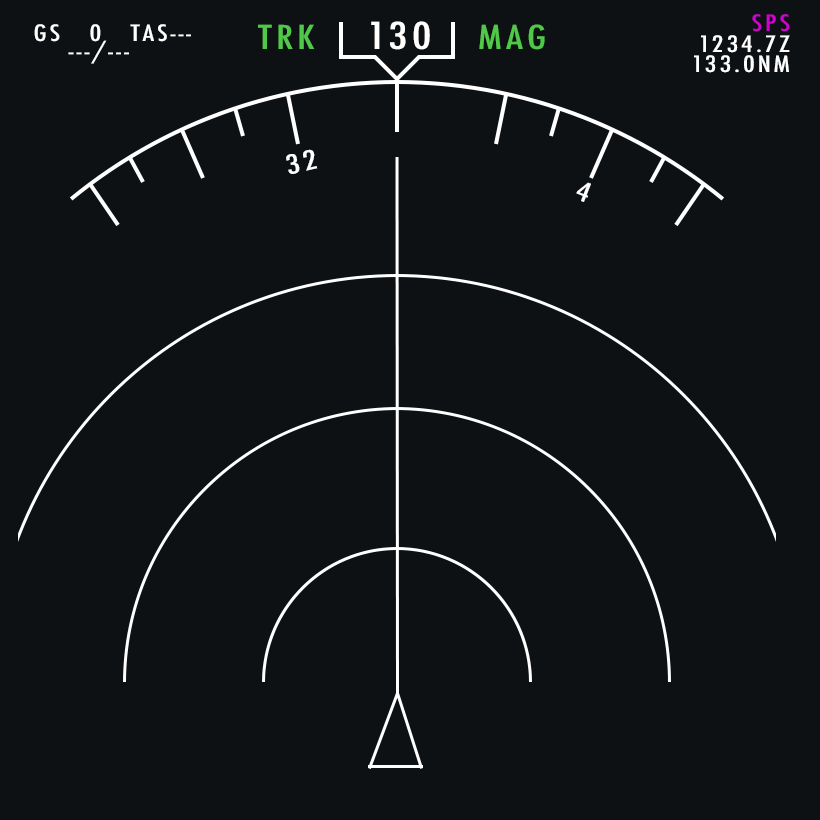 GS 0 TAS---
---/---
TRK 130 MAG
SPS
1234.7Z
133.0NM
32
4